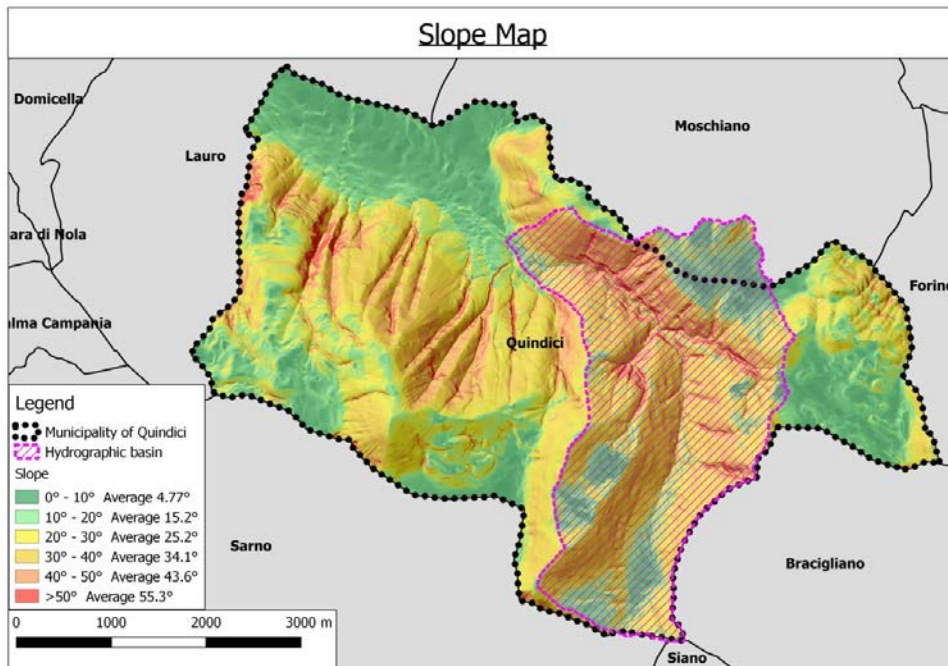 Slope Map
Domicella
Moschiano
Lauro
ara di Nola
Forino
alma Campania
Quindici
Legend
Municipality of Quindici
Hydrographic basin
Slope
0° - 10° Average 4.77°
10° - 20° Average 15.2°
20° - 30° Average 25.2°
30° - 40° Average 34.1°
40° - 50° Average 43.6°
>50° Average 55.3°
Sarno
Bracigliano
0 1000 2000 3000 m
Siano